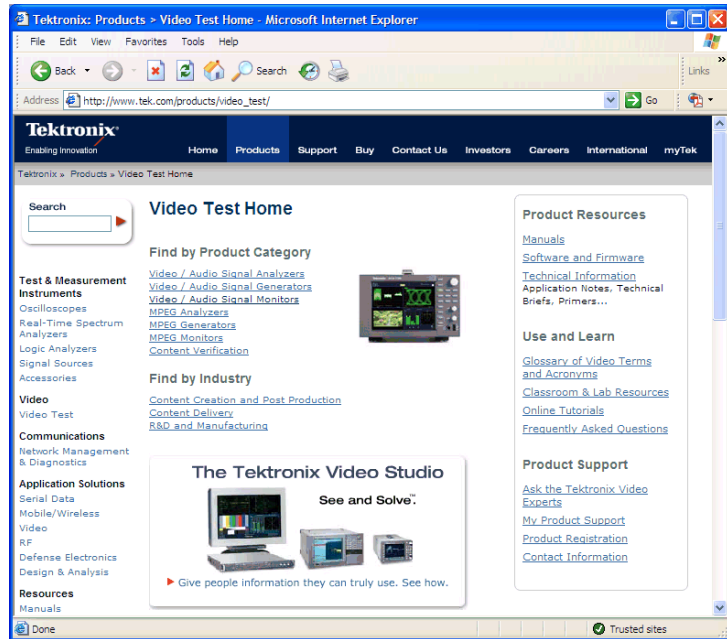 Tektronix: Products > Video Test Home - Microsoft Internet Explorer
File Edit View Favorites Tools Help
Back Search Links
Address http://www.tek.com/products/video_test/ Go
Tektronix
Enabling Innovation
Home Products Support Buy Contact Us Investors Careers International myTek
Tektronix » Products » Video Test Home
Search
Test & Measurement
Instruments
Oscilloscopes
Real-Time Spectrum
Analyzers
Logic Analyzers
Signal Sources
Accessories
Video
Video Test
Communications
Network Management
& Diagnostics
Application Solutions
Serial Data
Mobile/Wireless
Video
RF
Defense Electronics
Design & Analysis
Resources
Manuals
Video Test Home
Find by Product Category
Video / Audio Signal Analyzers
Video / Audio Signal Generators
Video / Audio Signal Monitors
MPEG Analyzers
MPEG Generators
MPEG Monitors
Content Verification
Find by Industry
Content Creation and Post Production
Content Delivery
R&D and Manufacturing
The Tektronix Video Studio
See and Solve.™
Give people information they can truly use. See how.
Product Resources
Manuals
Software and Firmware
Technical Information
Application Notes, Technical
Briefs, Primers...
Use and Learn
Glossary of Video Terms
and Acronyms
Classroom & Lab Resources
Online Tutorials
Frequently Asked Questions
Product Support
Ask the Tektronix Video
Experts
My Product Support
Product Registration
Contact Information
Done Trusted sites